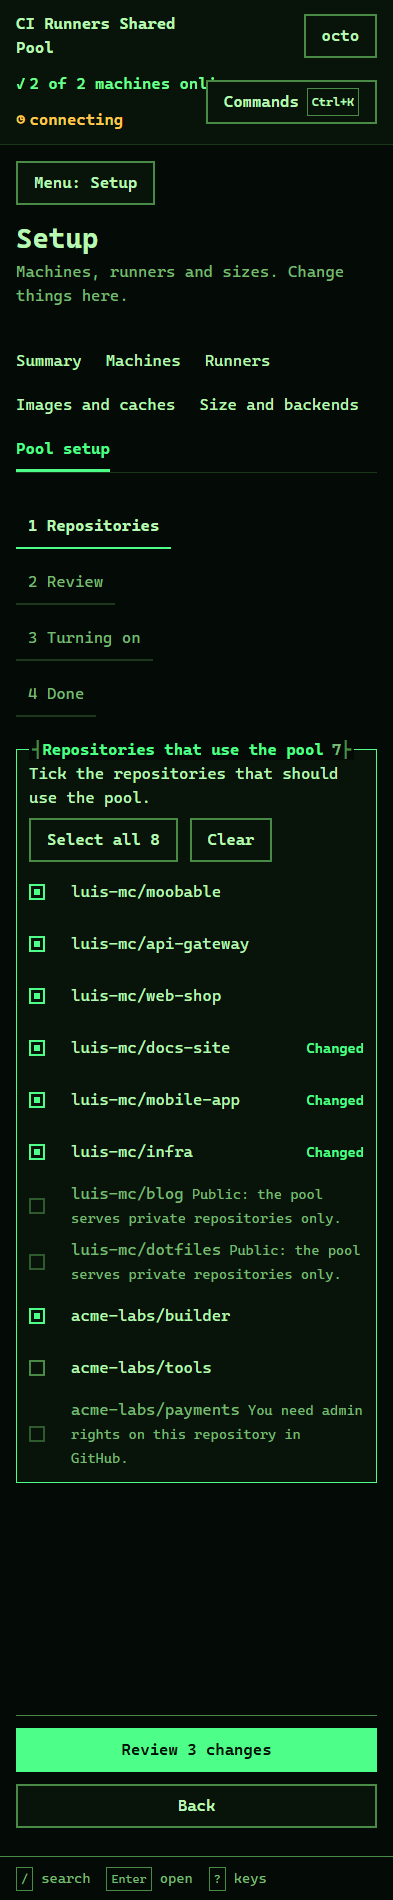 CI Runners Shared Pool
octo
√ 2 of 2 machines
Commands Ctrl+K
connecting
Menu: Setup
Setup
Machines, runners and sizes. Change
things here.
Summary Machines Runners
Images and caches Size and backends
Pool setup
1 Repositories
2 Review
3 Turning on
4 Done
Repositories that use the pool 7
Tick the repositories that should
use the pool.
Select all 8 Clear
luis-mc/moobable
luis-mc/api-gateway
luis-mc/web-shop
luis-mc/docs-site Changed
luis-mc/mobile-app Changed
luis-mc/infra Changed
luis-mc/blog Public: the pool
serves private repositories only.
luis-mc/dotfiles Public: the pool
serves private repositories only.
acme-labs/builder
acme-labs/tools
acme-labs/payments You need admin
rights on this repository in
GitHub.
Review 3 changes
Back
/ search Enter open ? keys